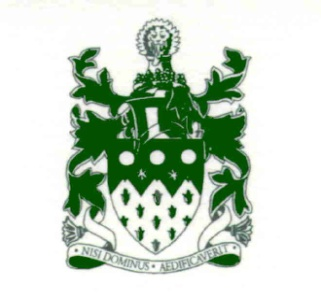 NISI DOMINUS · AEDIFICAVERIT